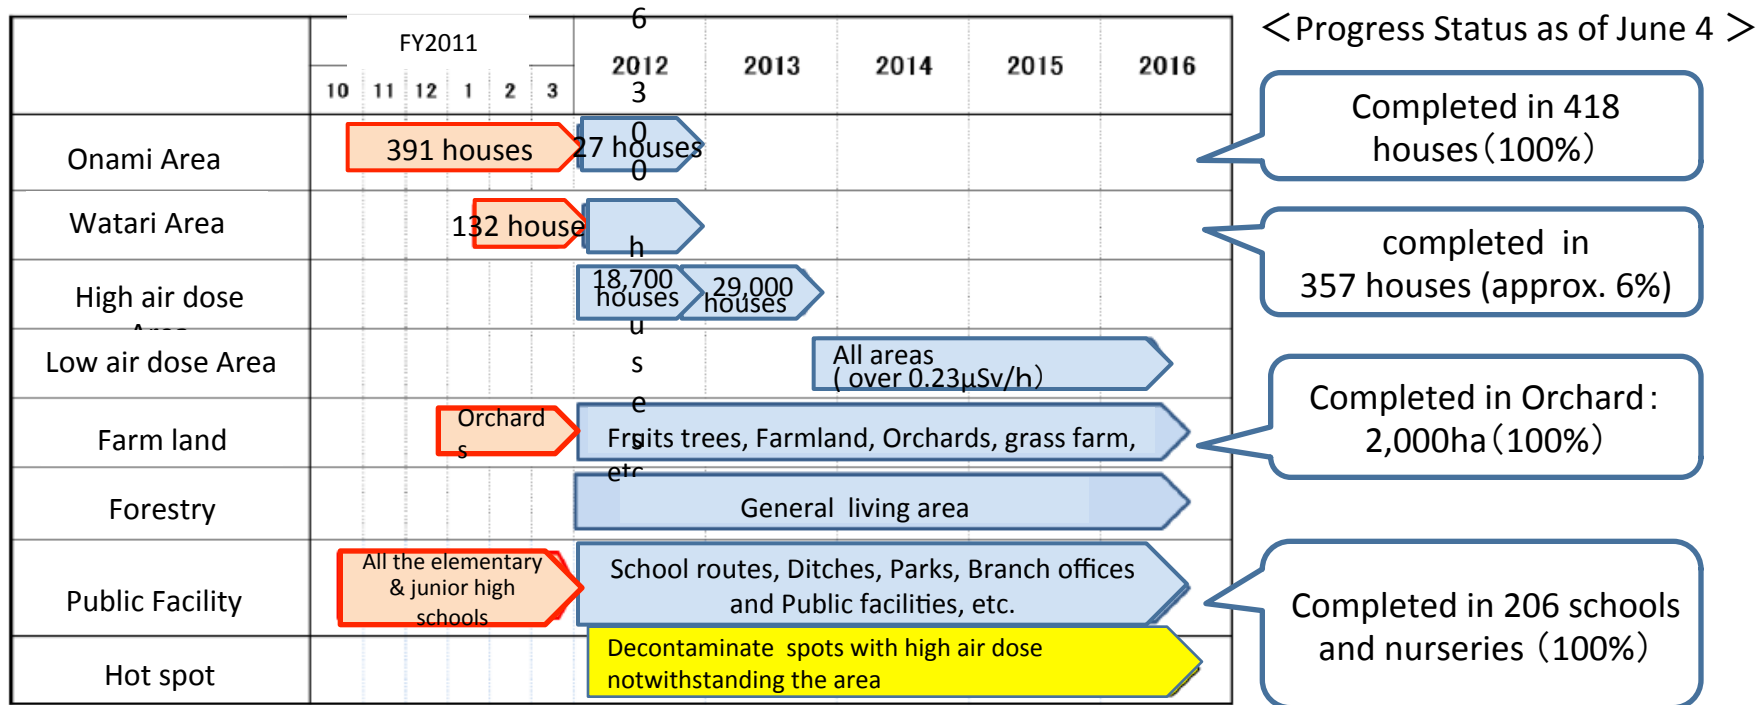 FY2011
10 11 12 1 2 3
2012 2013 2014 2015 2016
6300 houses
<Progress Status as of June 4 >
Onami Area
391 houses
27 houses
Completed in 418
houses(100%)
Watari Area
132 house
completed in
357 houses (approx. 6%)
High air dose
Area
18,700
houses
29,000
houses
Low air dose Area
All areas
( over 0.23μSv/h)
Farm land
Orchard
s
Fruits trees, Farmland, Orchards, grass farm,
etc
Completed in Orchard:
2,000ha(100%)
Forestry
General living area
Public Facility
All the elementary
& junior high
schools
School routes, Ditches, Parks, Branch offices
and Public facilities, etc.
Completed in 206 schools
and nurseries (100%)
Hot spot
Decontaminate spots with high air dose
notwithstanding the area